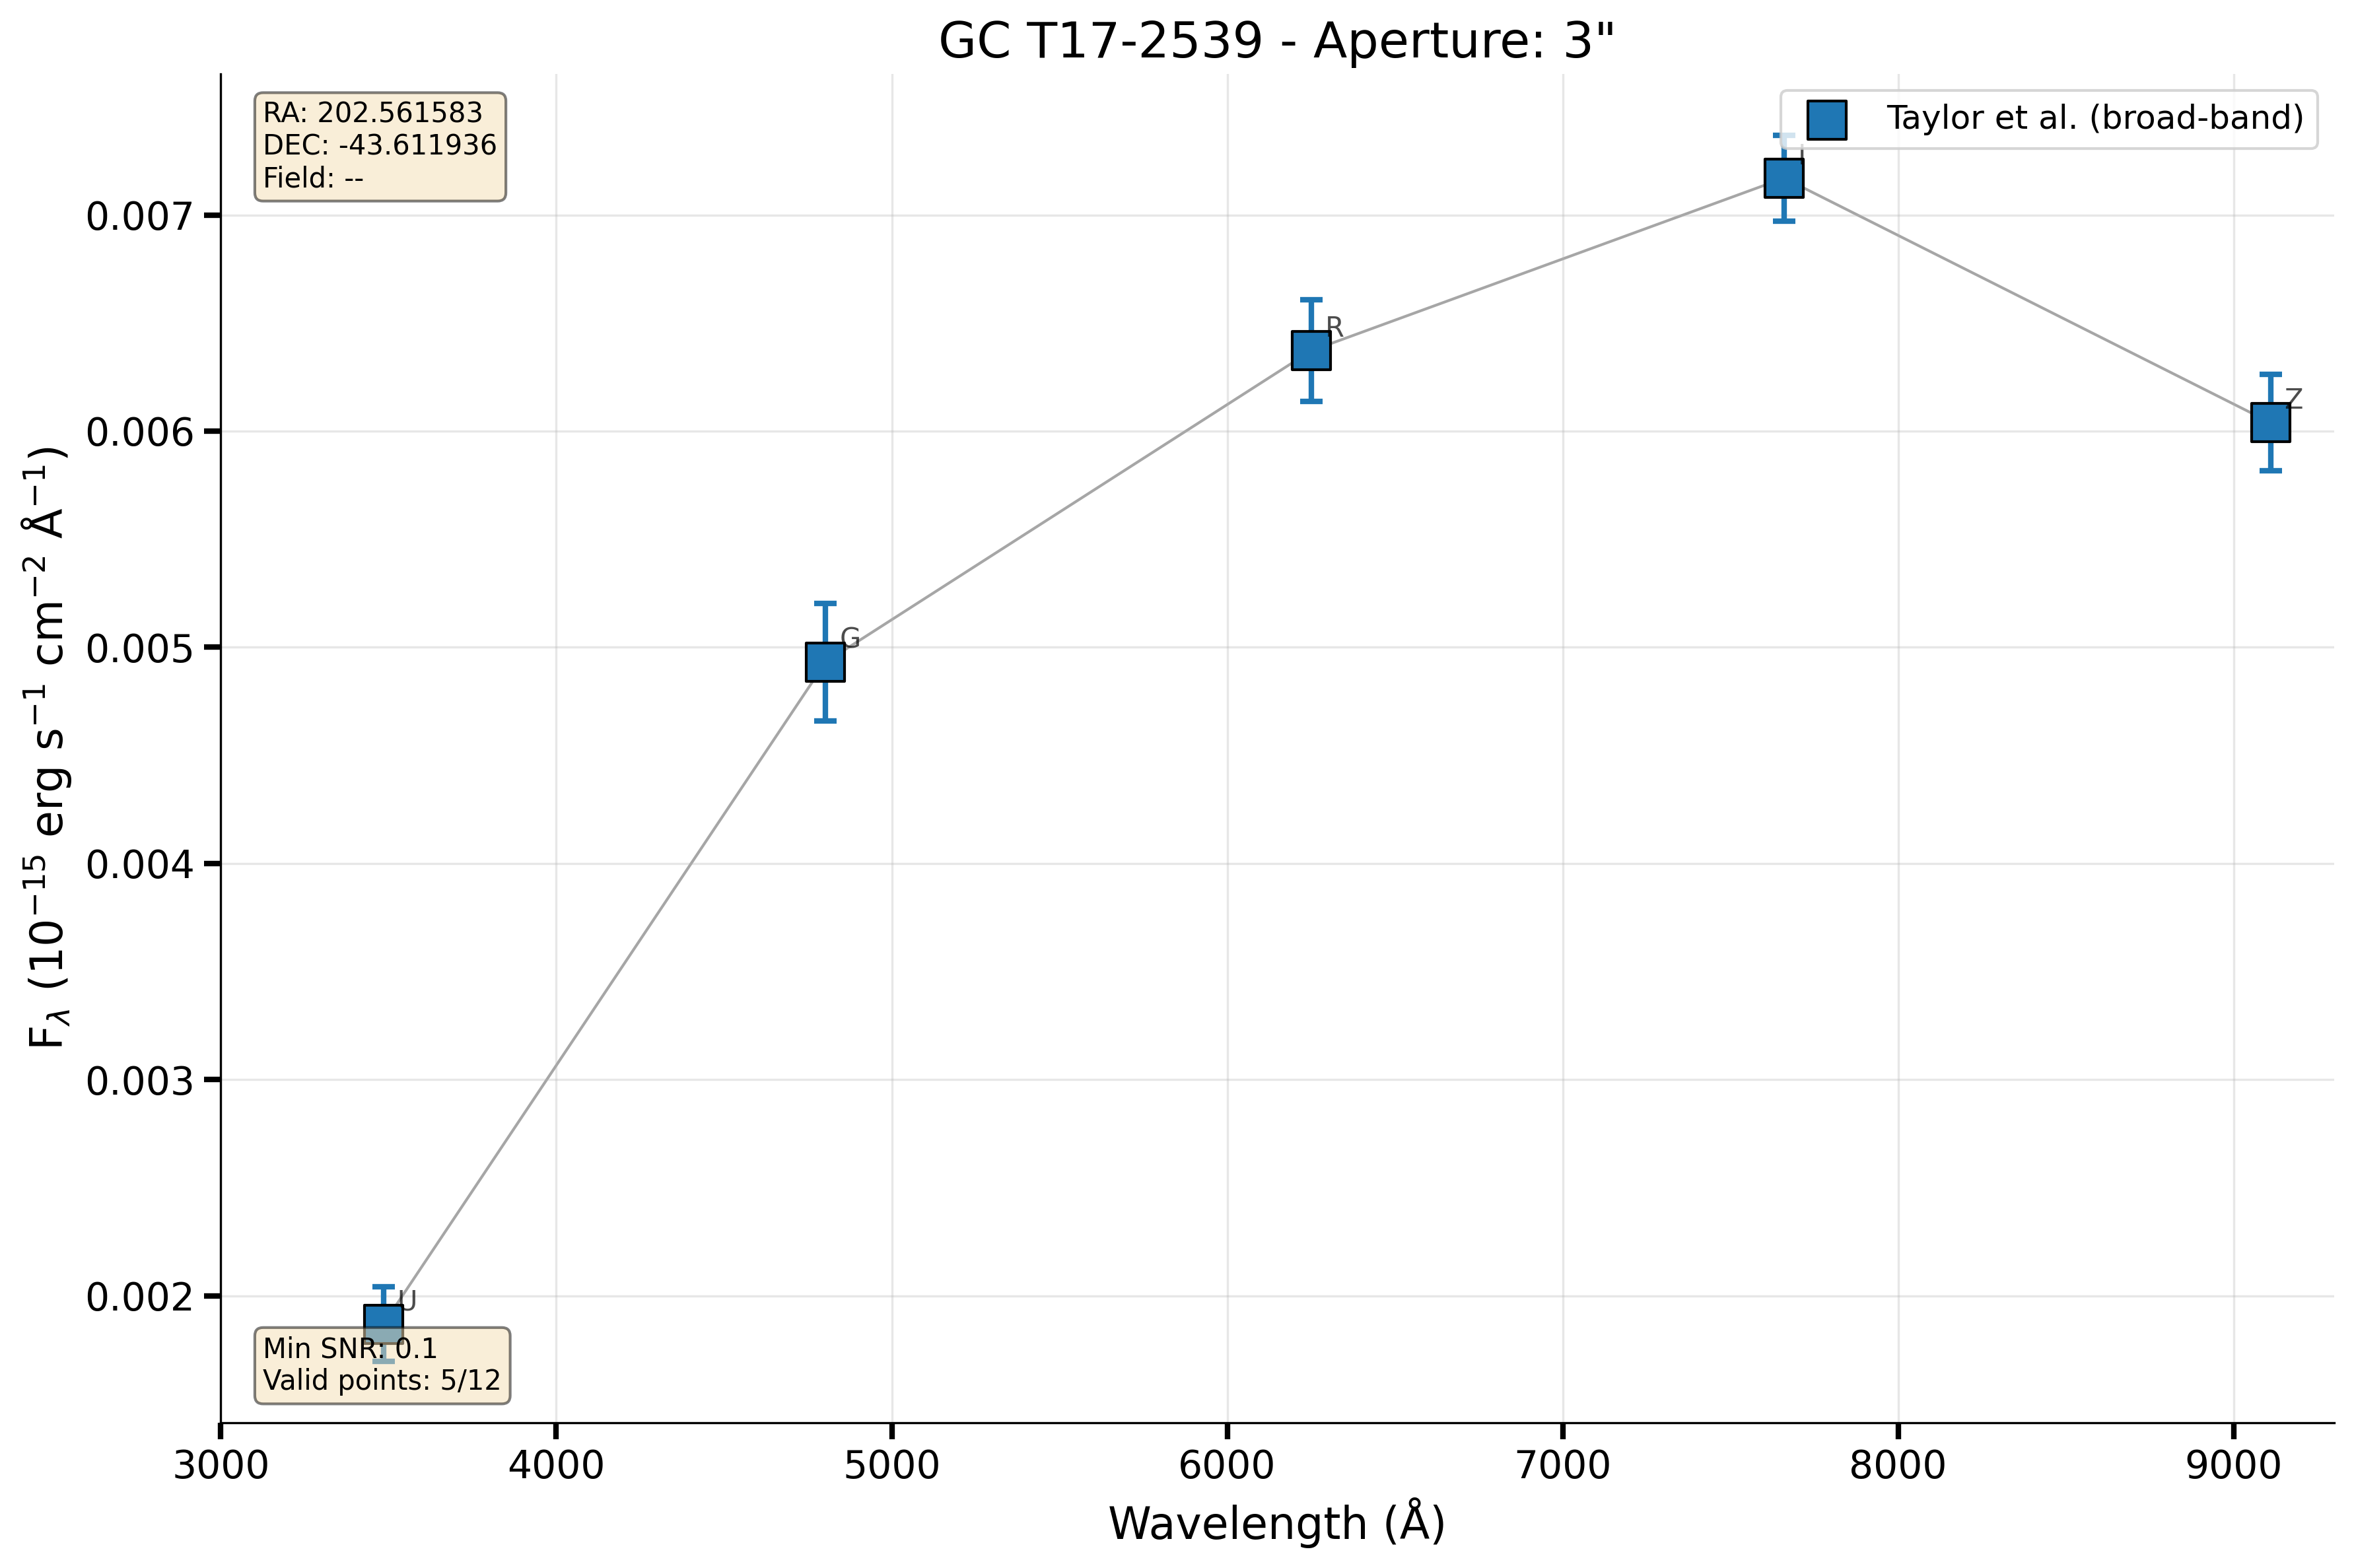 GC T17-2539 - Aperture: 3"
RA: 202.561583
DEC: -43.611936
Field: --
Taylor et al. (broad-band)
I
R
Z
G
U
Min SNR: 0.1
Valid points: 5/12
0.007
0.006
0.005
0.004
0.003
0.002
F$_{λ}$ (10$^{−15}$ erg s$^{−1}$ cm$^{−2}$ Å$^{−1}$)
3000 4000 5000 6000 7000 8000 9000
Wavelength (Å)